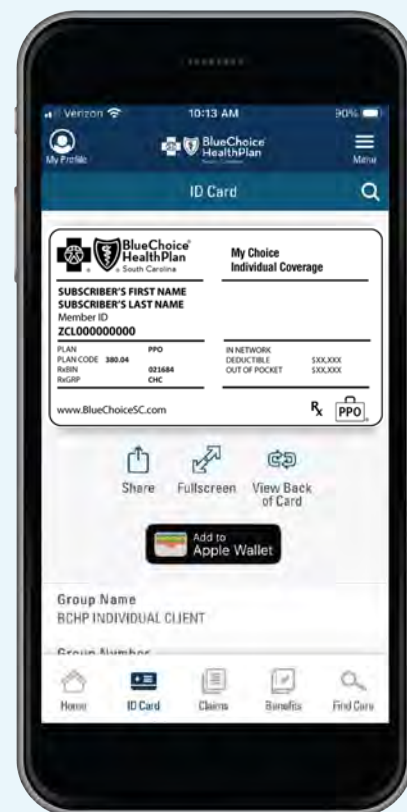 Verizon 10:13 AM 90%
My Profile BlueChoice® HealthPlan South Carolina Menu
ID Card
BlueChoice®
HealthPlan
South Carolina
My Choice
Individual Coverage
SUBSCRIBER'S FIRST NAME
SUBSCRIBER'S LAST NAME
Member ID
ZCL000000000
PLAN PPO
PLAN CODE 380.04
RxBIN 021684
RxGRP CHC
IN NETWORK
DEDUCTIBLE $XX,XXX
OUT OF POCKET $XX,XXX
www.BlueChoiceSC.com Rx PPO
Share Fullscreen View Back
of Card
Add to
Apple Wallet
Group Name
BCHP INDIVIDUAL CLIENT
Group Number
Home ID Card Claims Benefits Find Care